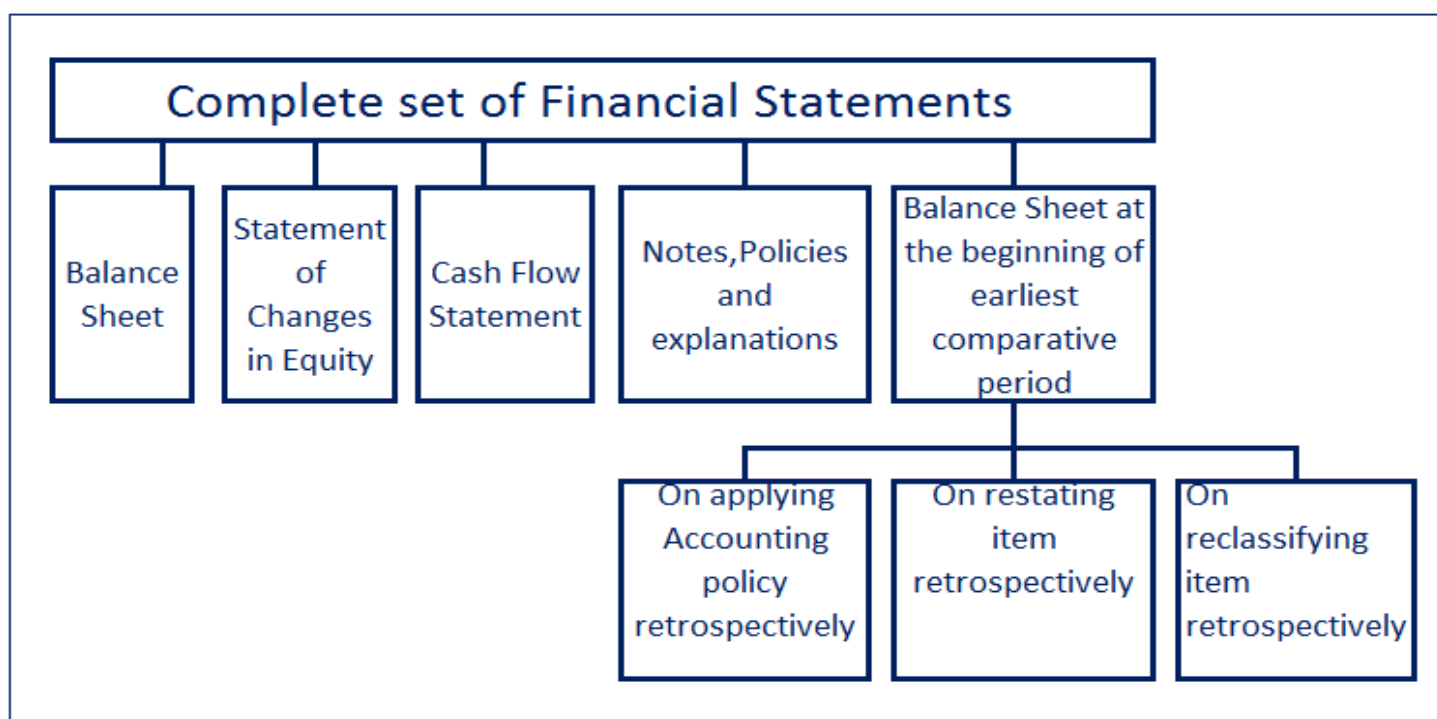 Complete set of Financial Statements
Balance
Sheet
Statement
of
Changes
in Equity
Cash Flow
Statement
Notes,Policies
and
explanations
Balance Sheet at
the beginning of
earliest
comparative
period
On applying
Accounting
policy
retrospectively
On restating
item
retrospectively
On
reclassifying
item
retrospectively